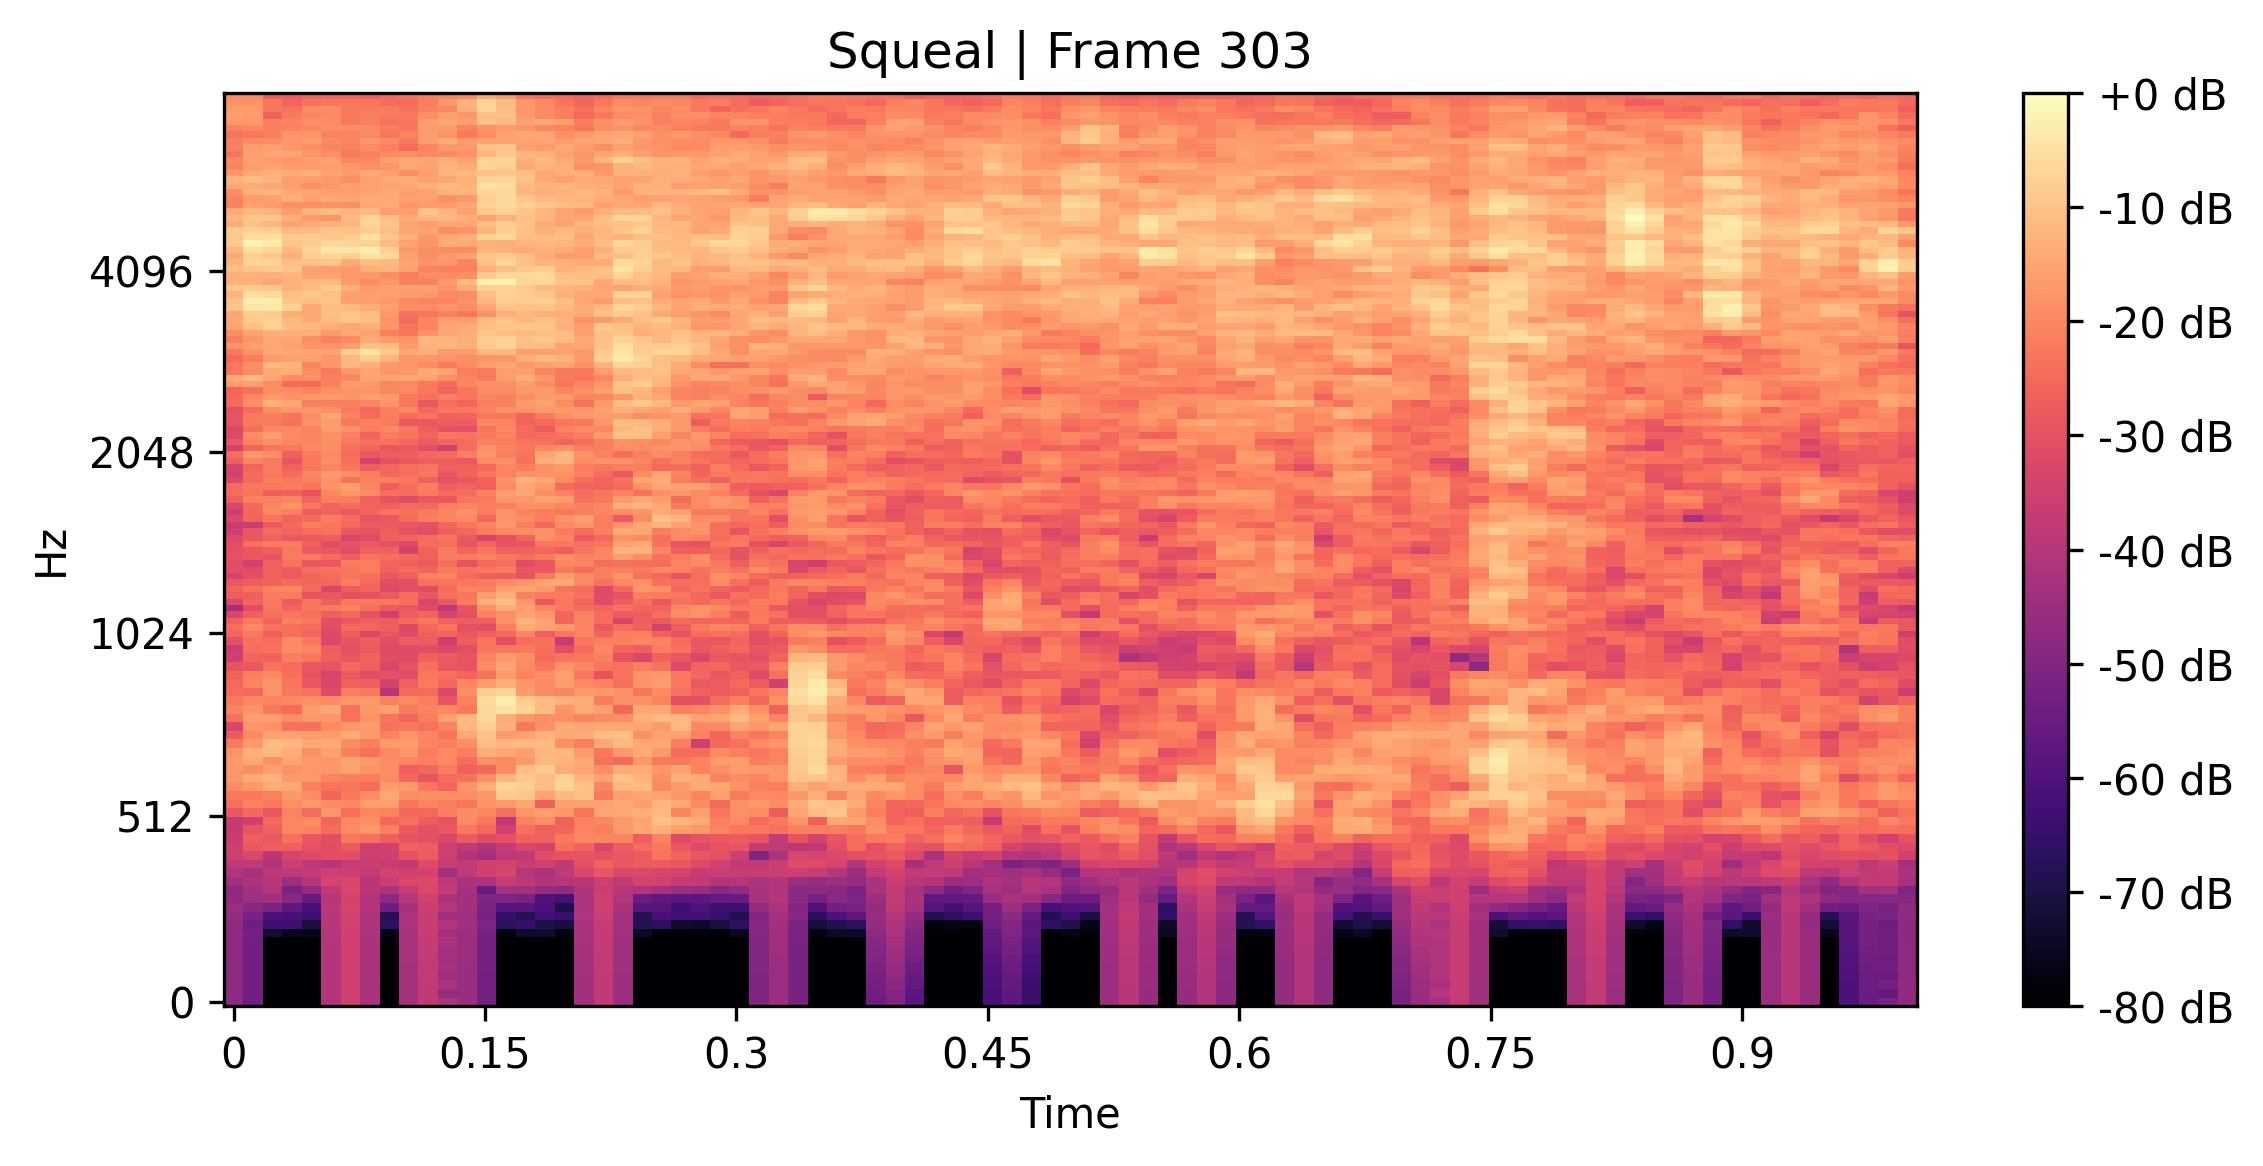 Squeal | Frame 303
Hz
4096
2048
1024
512
0
0 0.15 0.3 0.45 0.6 0.75 0.9
Time
+0 dB
-10 dB
-20 dB
-30 dB
-40 dB
-50 dB
-60 dB
-70 dB
-80 dB